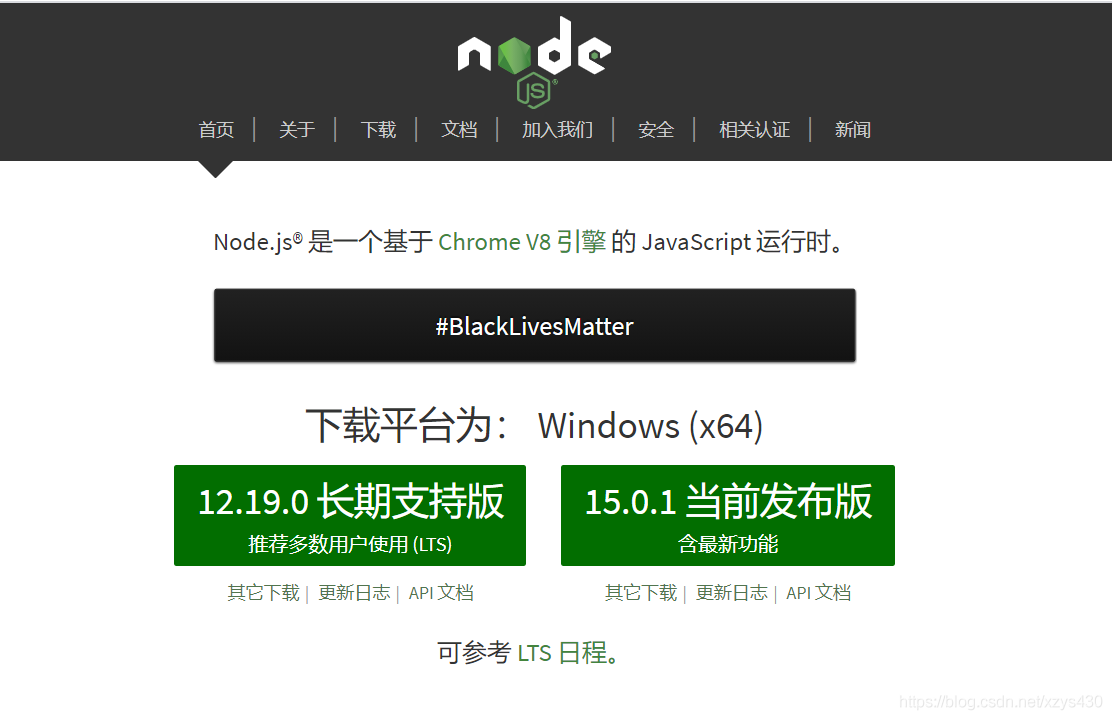 node
JS®
首页 | 关于 | 下载 | 文档 | 加入我们 | 安全 | 相关认证 | 新闻
Node.js® 是一个基于 Chrome V8 引擎 的 JavaScript 运行时。
#BlackLivesMatter
下载平台为： Windows (x64)
12.19.0 长期支持版
推荐多数用户使用 (LTS)
其它下载 | 更新日志 | API 文档
15.0.1 当前发布版
含最新功能
其它下载 | 更新日志 | API 文档
可参考 LTS 日程。
https://blog.csdn.net/xzys430